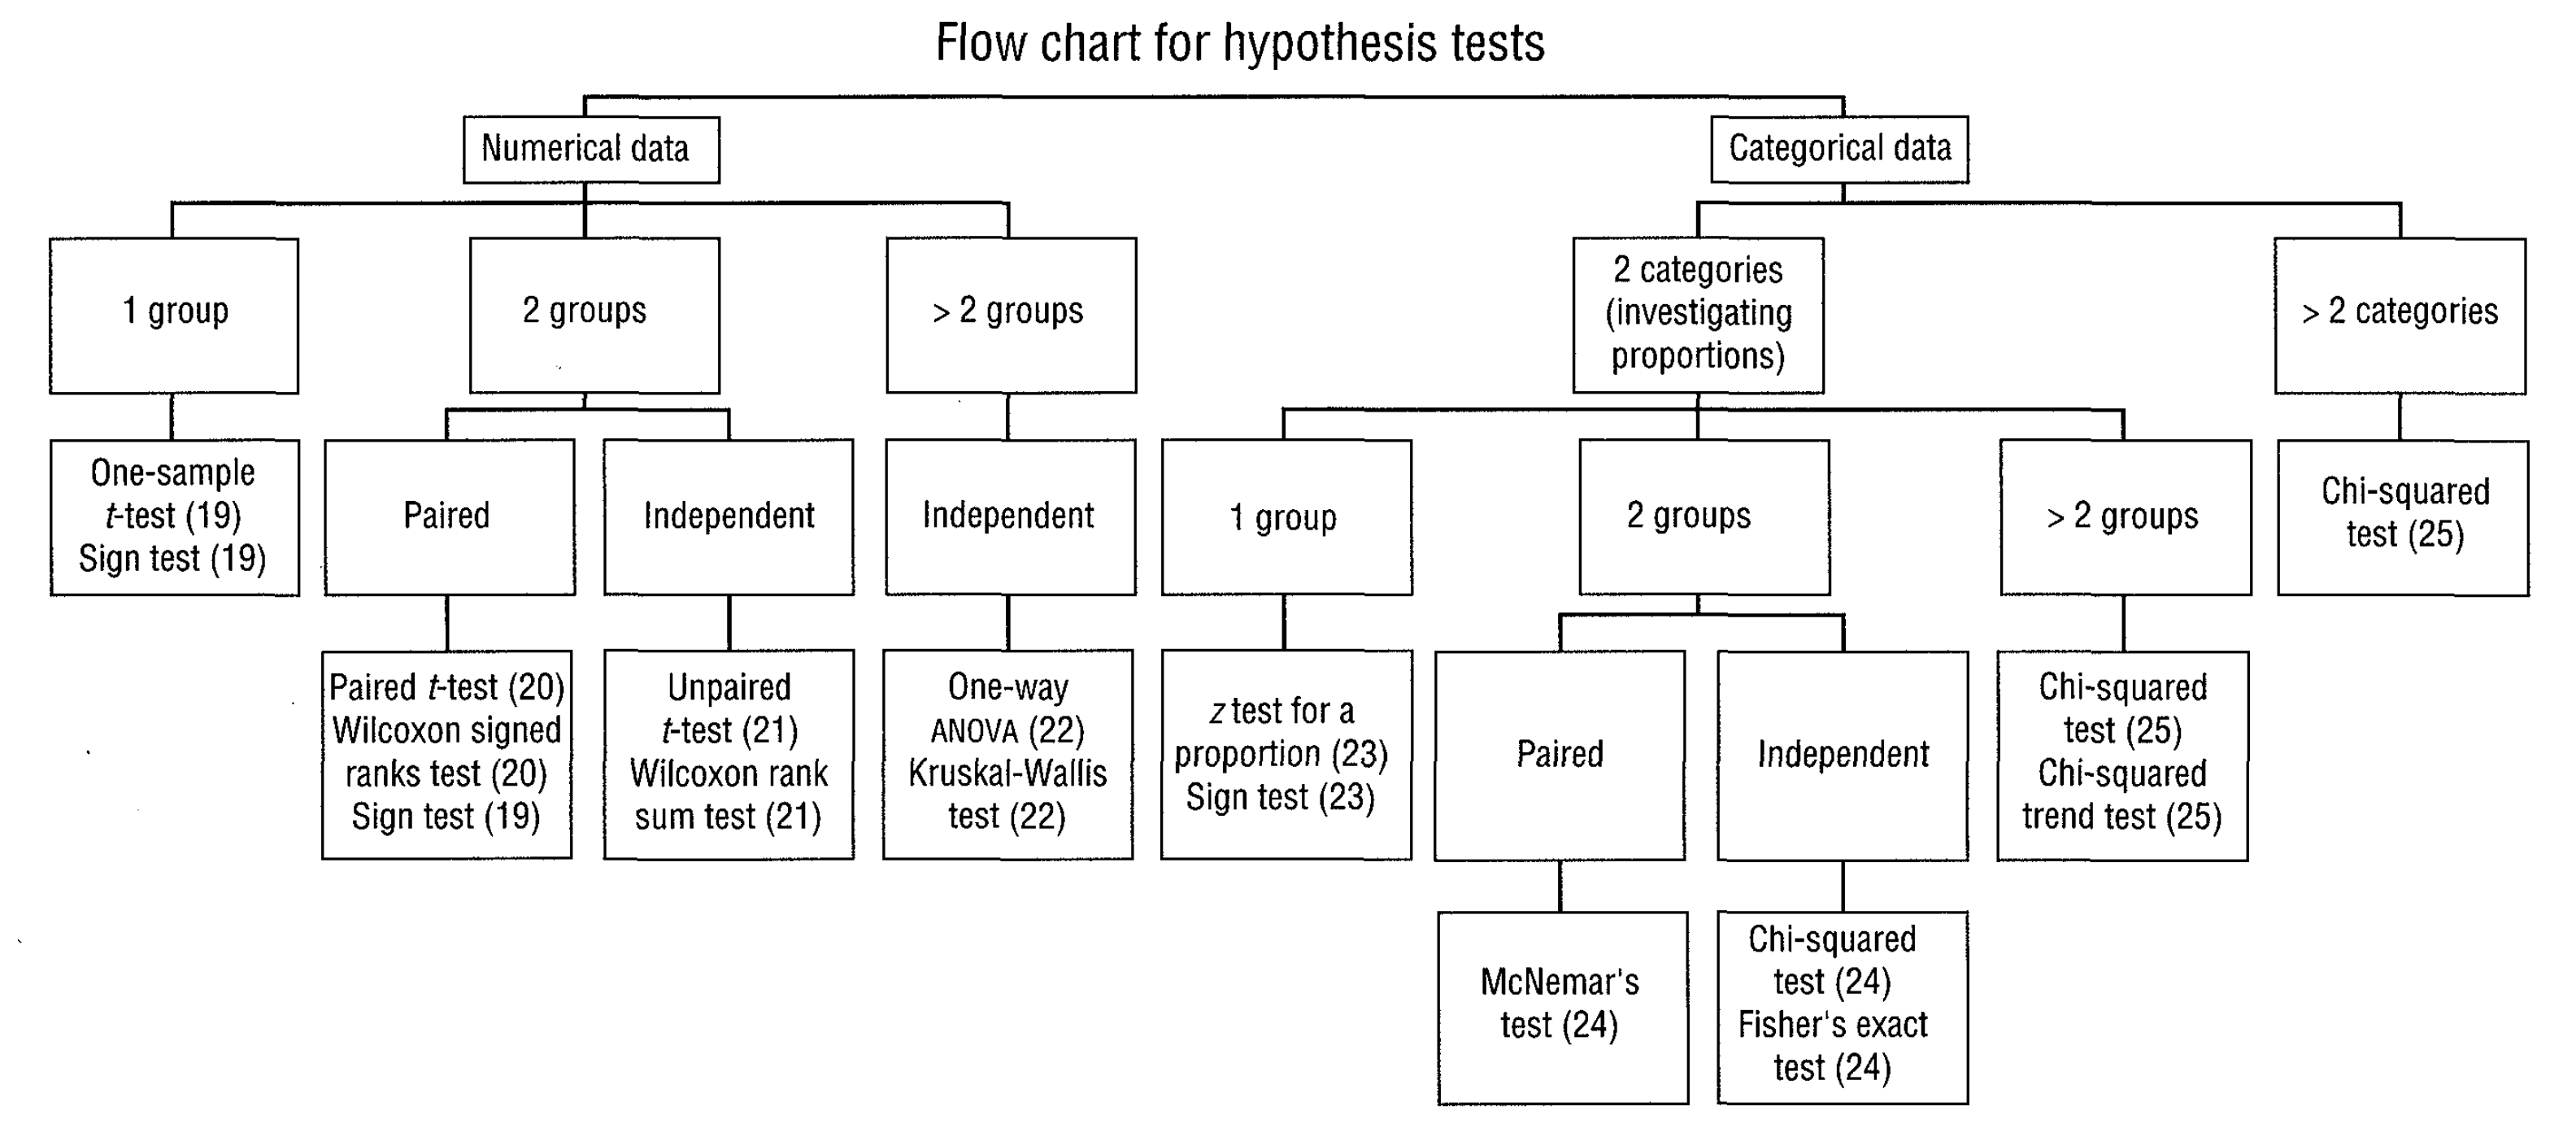 Flow chart for hypothesis tests
Numerical data
Categorical data
1 group
2 groups
> 2 groups
2 categories
(investigating
proportions)
> 2 categories
One-sample
t-test (19)
Sign test (19)
Paired
Independent
Independent
1 group
2 groups
> 2 groups
Chi-squared
test (25)
Paired t-test (20)
Wilcoxon signed
ranks test (20)
Sign test (19)
Unpaired
t-test (21)
Wilcoxon rank
sum test (21)
One-way
ANOVA (22)
Kruskal-Wallis
test (22)
z test for a
proportion (23)
Sign test (23)
Paired
Independent
Chi-squared
test (25)
Chi-squared
trend test (25)
McNemar's
test (24)
Chi-squared
test (24)
Fisher's exact
test (24)